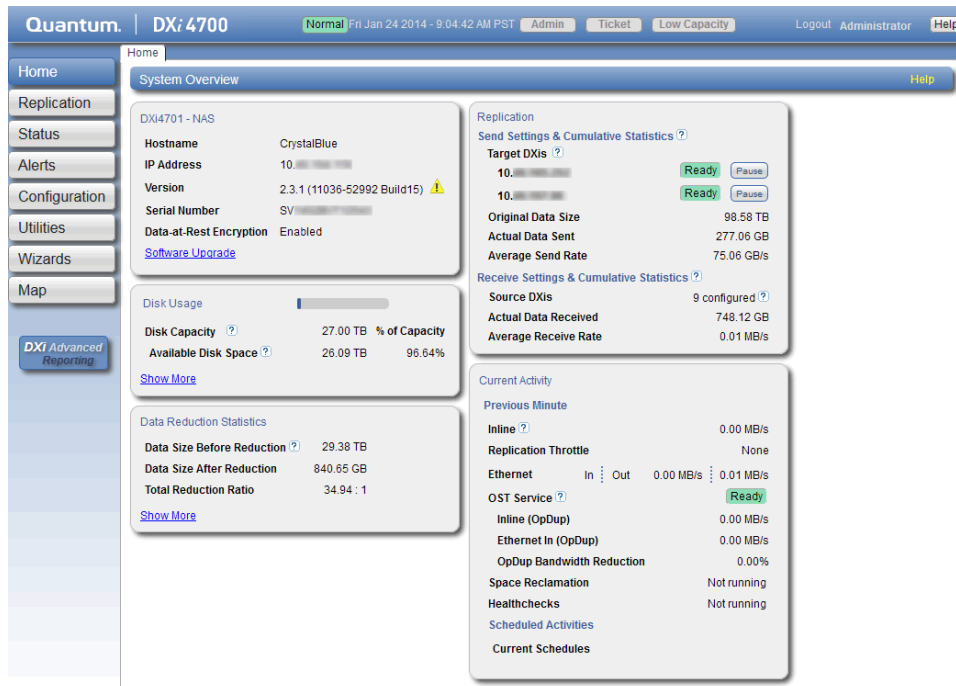 Quantum. DXi 4700 Normal Fri Jan 24 2014 - 9:04:42 AM PST Admin Ticket Low Capacity Logout Administrator Help
Home
Home
Replication
Status
Alerts
Configuration
Utilities
Wizards
Map
DXi Advanced
Reporting
System Overview Help
DXi4701 - NAS
Hostname CrystalBlue
IP Address 10.
Version 2.3.1 (11036-52992 Build15)
Serial Number SV
Data-at-Rest Encryption Enabled
Software Upgrade
Disk Usage
Disk Capacity ? 27.00 TB % of Capacity
Available Disk Space ? 26.09 TB 96.64%
Show More
Data Reduction Statistics
Data Size Before Reduction ? 29.38 TB
Data Size After Reduction 840.65 GB
Total Reduction Ratio 34.94 : 1
Show More
Replication
Send Settings & Cumulative Statistics ?
Target DXis ?
10. Ready Pause
10. Ready Pause
Original Data Size 98.58 TB
Actual Data Sent 277.06 GB
Average Send Rate 75.06 GB/s
Receive Settings & Cumulative Statistics ?
Source DXis 9 configured ?
Actual Data Received 748.12 GB
Average Receive Rate 0.01 MB/s
Current Activity
Previous Minute
Inline ? 0.00 MB/s
Replication Throttle None
Ethernet In Out 0.00 MB/s 0.01 MB/s
OST Service ? Ready
Inline (OpDup) 0.00 MB/s
Ethernet In (OpDup) 0.00 MB/s
OpDup Bandwidth Reduction 0.00%
Space Reclamation Not running
Healthchecks Not running
Scheduled Activities
Current Schedules